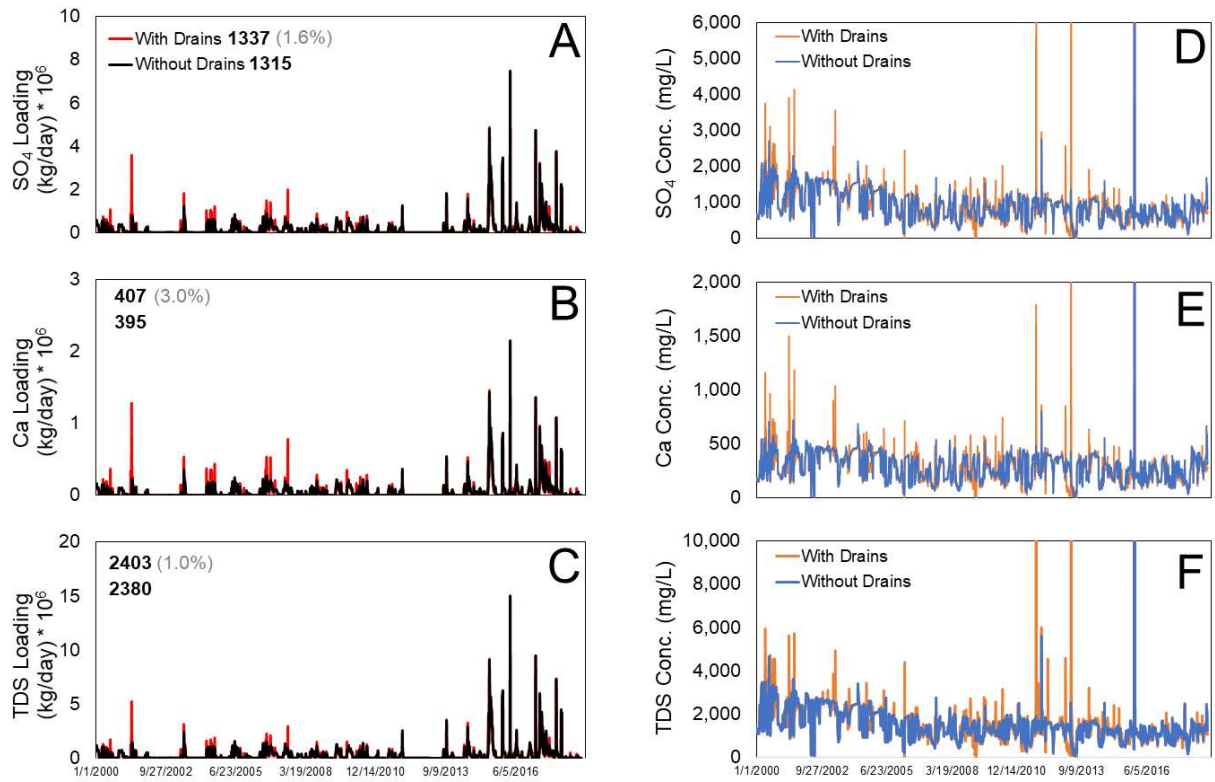 A
SO₄ Loading
(kg/day) * 10⁶
10
8
6
4
2
0
With Drains 1337 (1.6%)
Without Drains 1315
B
Ca Loading
(kg/day) * 10⁶
3
2
1
0
407 (3.0%)
395
C
TDS Loading
(kg/day) * 10⁶
20
15
10
5
0
2403 (1.0%)
2380
1/1/2000 9/27/2002 6/23/2005 3/19/2008 12/14/2010 9/9/2013 6/5/2016
D
SO₄ Conc. (mg/L)
6,000
5,000
4,000
3,000
2,000
1,000
0
With Drains
Without Drains
E
Ca Conc. (mg/L)
2,000
1,500
1,000
500
0
With Drains
Without Drains
F
TDS Conc. (mg/L)
10,000
8,000
6,000
4,000
2,000
0
With Drains
Without Drains
1/1/2000 9/27/2002 6/23/2005 3/19/2008 12/14/2010 9/9/2013 6/5/2016